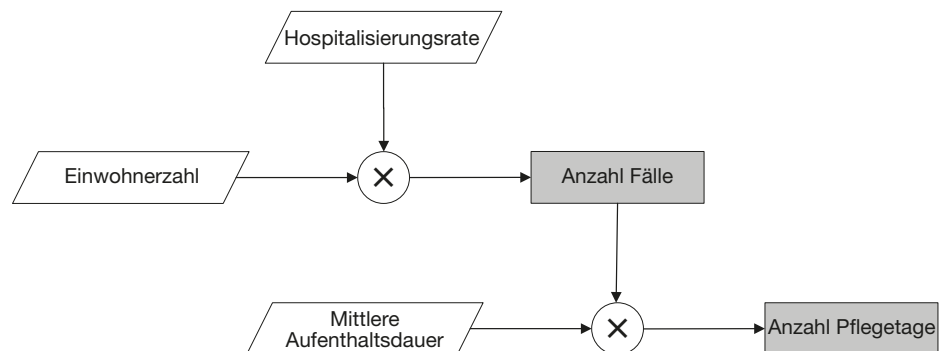 Hospitalisierungsrate
Einwohnerzahl
×
Anzahl Fälle
Mittlere
Aufenthaltsdauer
×
Anzahl Pflegetage